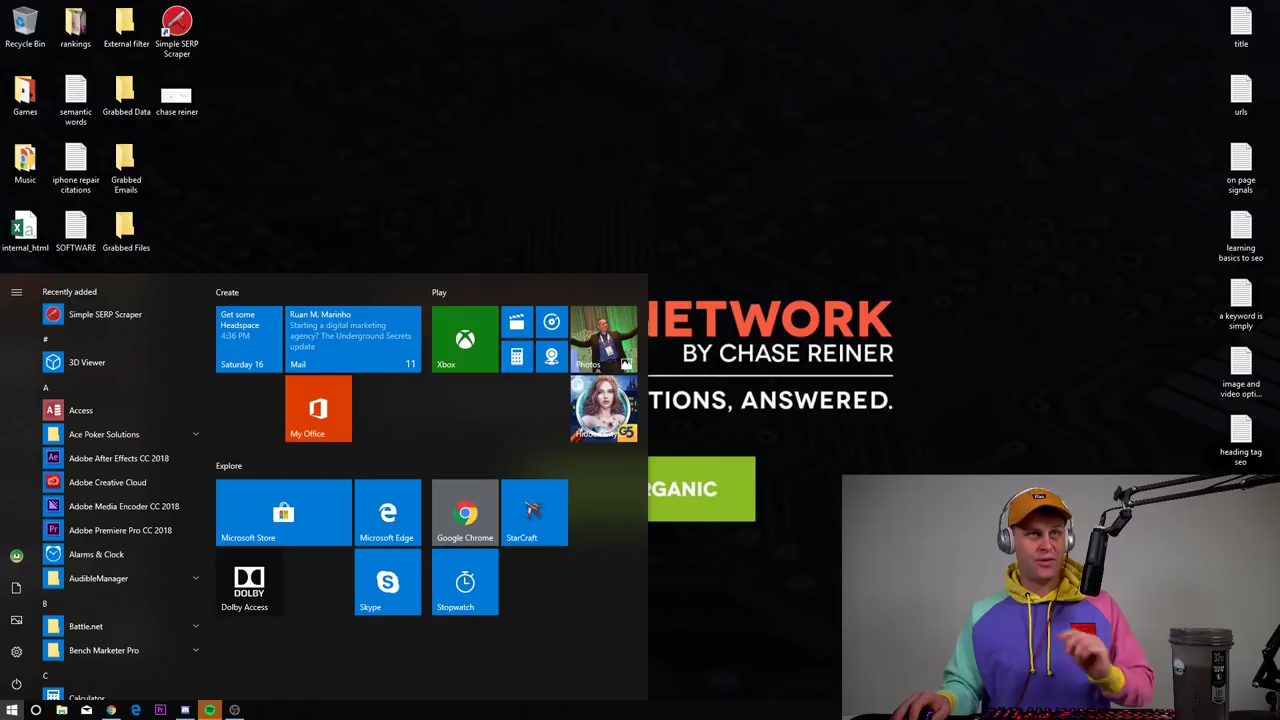 Recycle Bin
rankings
External filter
Simple SERP
Scraper
Games
semantic
words
Grabbed Data
chase reiner
Music
iphone repair
citations
Grabbed
Emails
internal_html
SOFTWARE
Grabbed Files
title
urls
on page
signals
learning
basics to seo
a keyword is
simply
image and
video opti...
heading tag
seo
Recently added
Simple SERP Scraper
#
3D Viewer
A
Access
Ace Poker Solutions
Adobe After Effects CC 2018
Adobe Creative Cloud
Adobe Media Encoder CC 2018
Adobe Premiere Pro CC 2018
Alarms & Clock
AudibleManager
B
Battle.net
Bench Marketer Pro
C
Calculator
Create
Get some
Headspace
4:36 PM
Saturday 16
Ruan M. Marinho
Starting a digital marketing
agency? The Underground Secrets
update
Mail 11
My Office
Play
Xbox
Photos
Hidden City
G5
Explore
Microsoft Store
Microsoft Edge
Google Chrome
StarCraft
DOLBY
Dolby Access
Skype
Stopwatch
NETWORK
BY CHASE REINER
TIONS, ANSWERED.
RGANIC